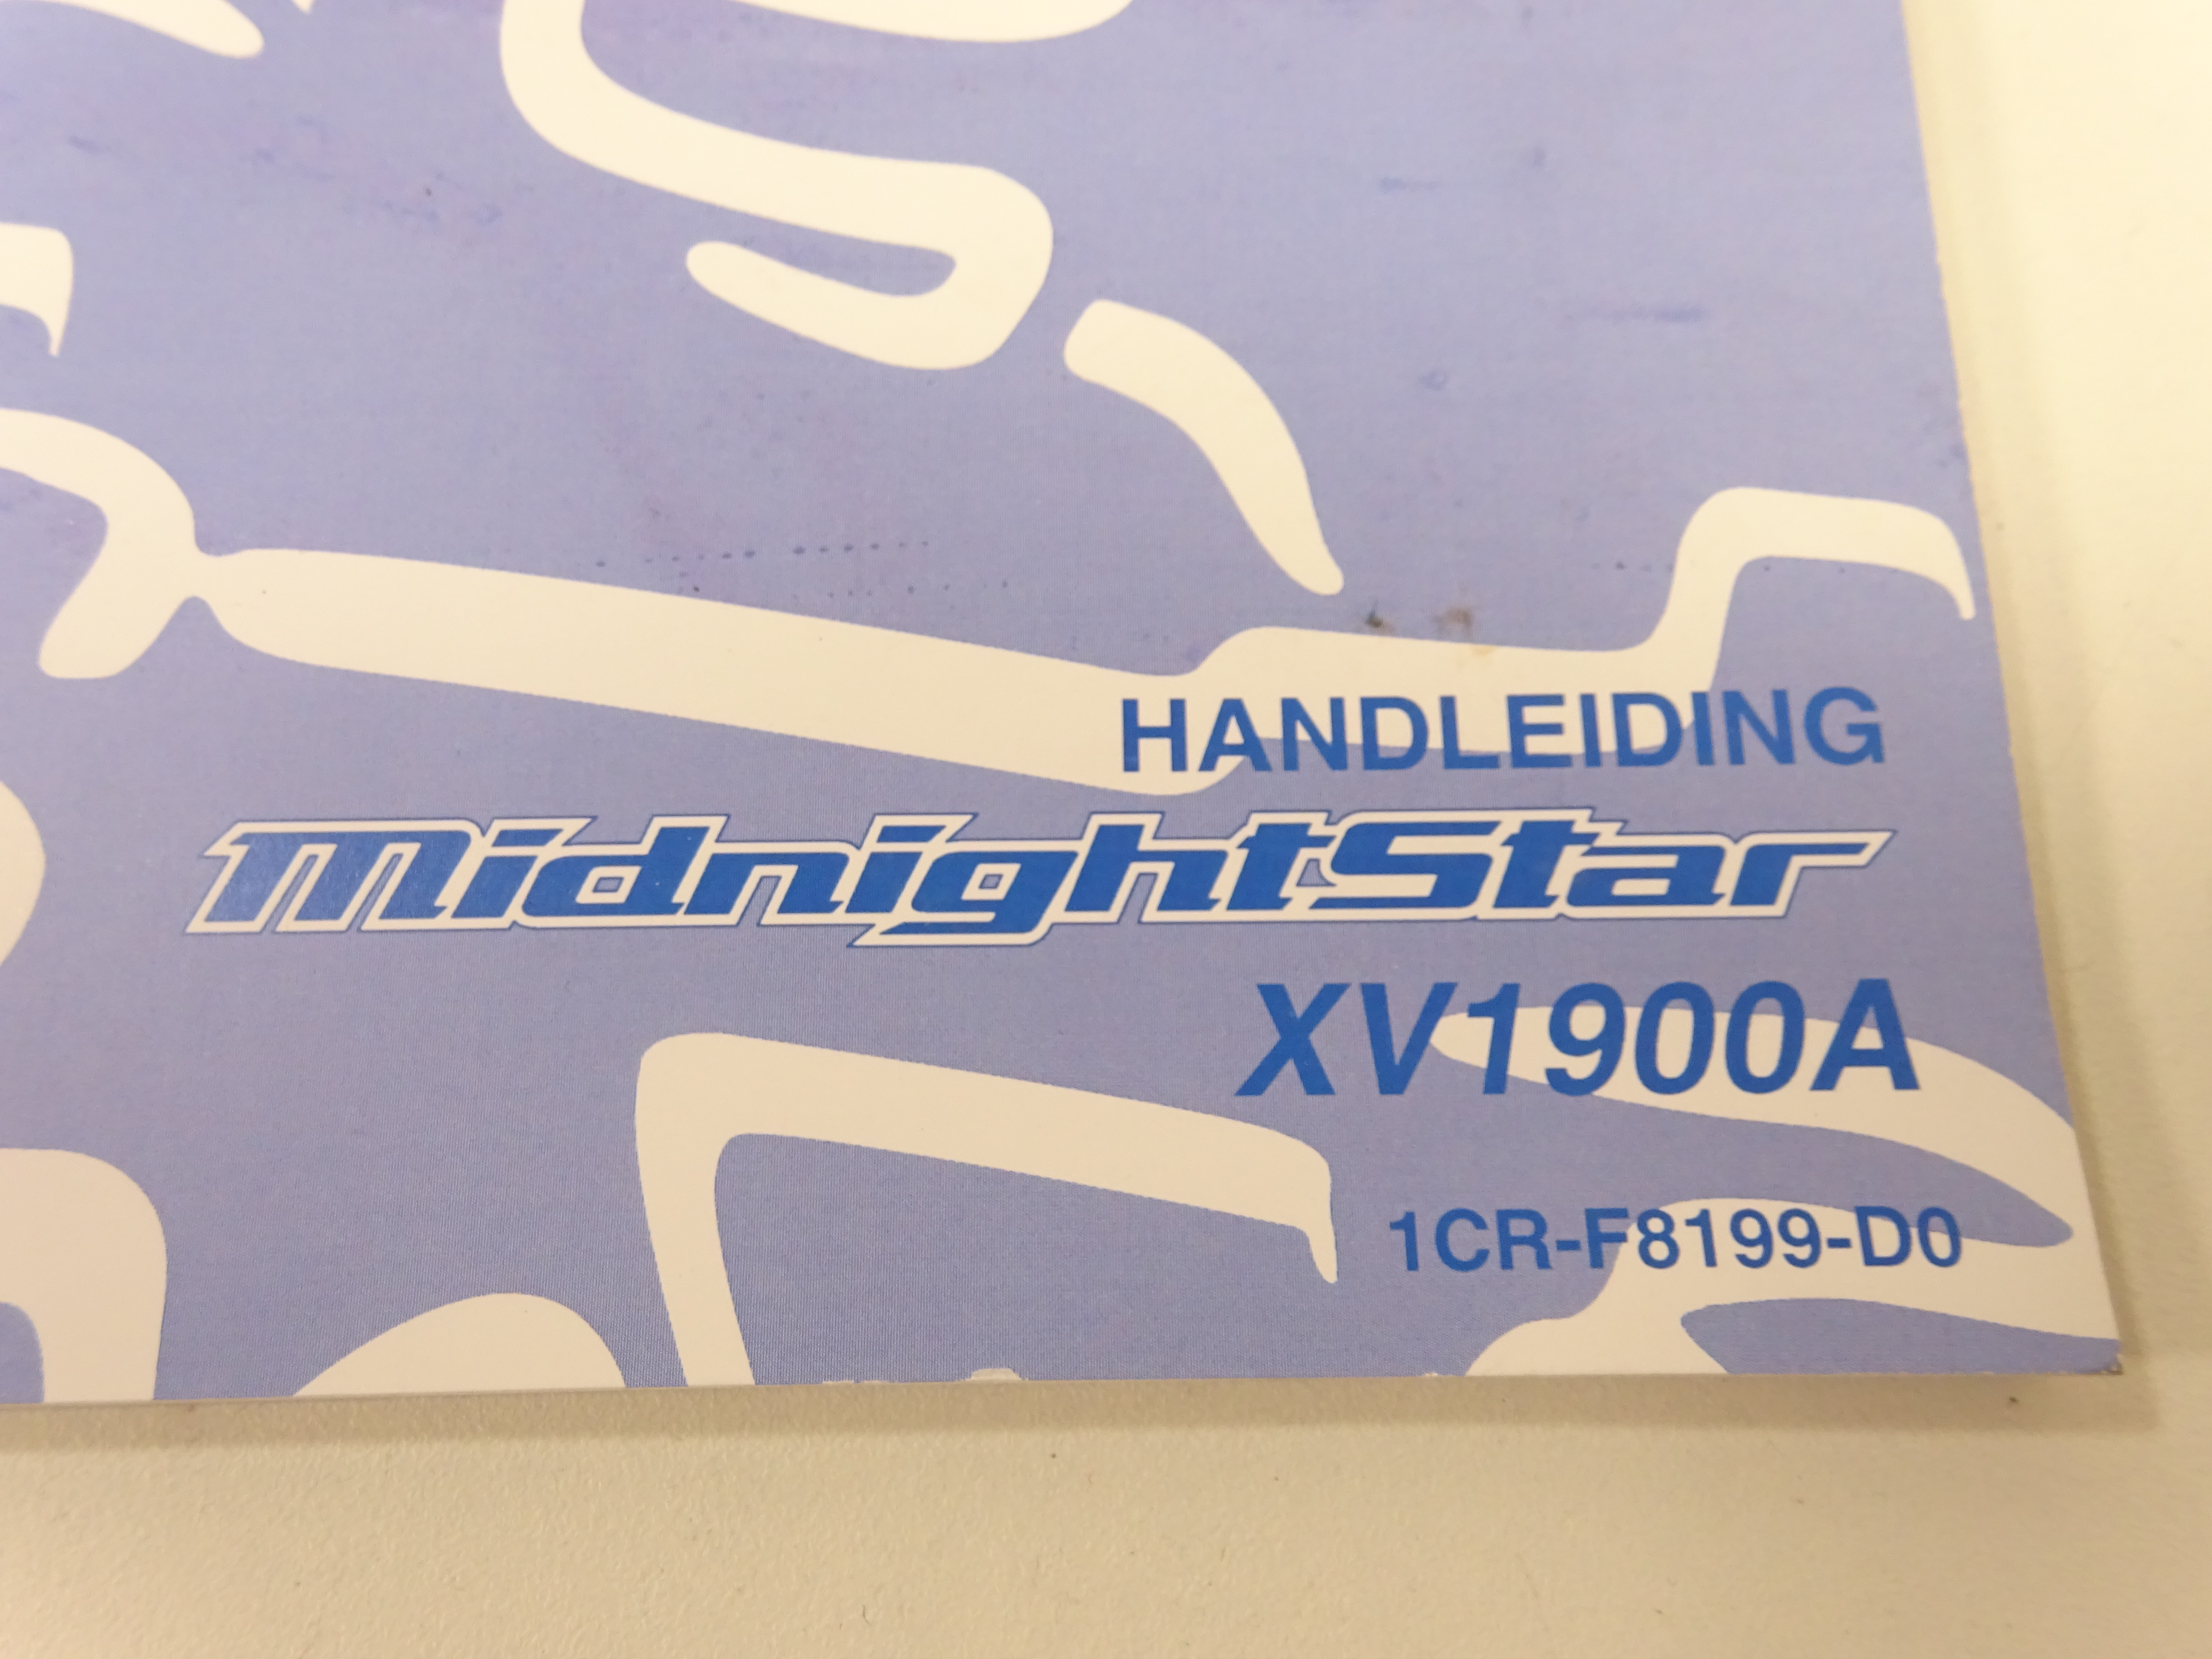 HANDLEIDING
MidnightStar
XV1900A
1CR-F8199-D0